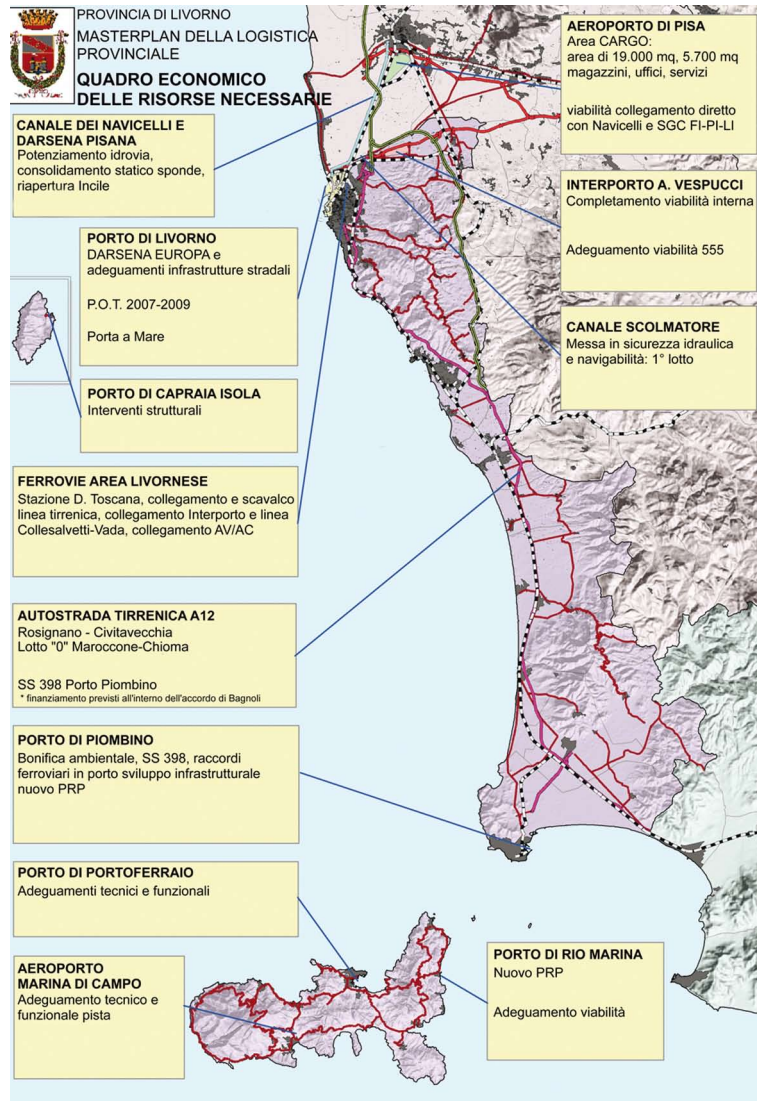 PROVINCIA DI LIVORNO
MASTERPLAN DELLA LOGISTICA
PROVINCIALE
QUADRO ECONOMICO
DELLE RISORSE NECESSARIE
AEROPORTO DI PISA
Area CARGO:
area di 19.000 mq, 5.700 mq
magazzini, uffici, servizi
viabilità collegamento diretto
con Navicelli e SGC FI-PI-LI
CANALE DEI NAVICELLI E
DARSENA PISANA
Potenziamento idrovia,
consolidamento statico sponde,
riapertura Incile
INTERPORTO A. VESPUCCI
Completamento viabilità interna
Adeguamento viabilità 555
PORTO DI LIVORNO
DARSENA EUROPA e
adeguamenti infrastrutture stradali
P.O.T. 2007-2009
Porta a Mare
CANALE SCOLMATORE
Messa in sicurezza idraulica
e navigabilità: 1° lotto
PORTO DI CAPRAIA ISOLA
Interventi strutturali
FERROVIE AREA LIVORNESE
Stazione D. Toscana, collegamento e scavalco
linea tirrenica, collegamento Interporto e linea
Collesalvetti-Vada, collegamento AV/AC
AUTOSTRADA TIRRENICA A12
Rosignano - Civitavecchia
Lotto "0" Maroccone-Chioma
SS 398 Porto Piombino
* finanziamento previsti all'interno dell'accordo di Bagnoli
PORTO DI PIOMBINO
Bonifica ambientale, SS 398, raccordi
ferroviari in porto sviluppo infrastrutturale
nuovo PRP
PORTO DI PORTOFERRAIO
Adeguamenti tecnici e funzionali
AEROPORTO
MARINA DI CAMPO
Adeguamento tecnico e
funzionale pista
PORTO DI RIO MARINA
Nuovo PRP
Adeguamento viabilità